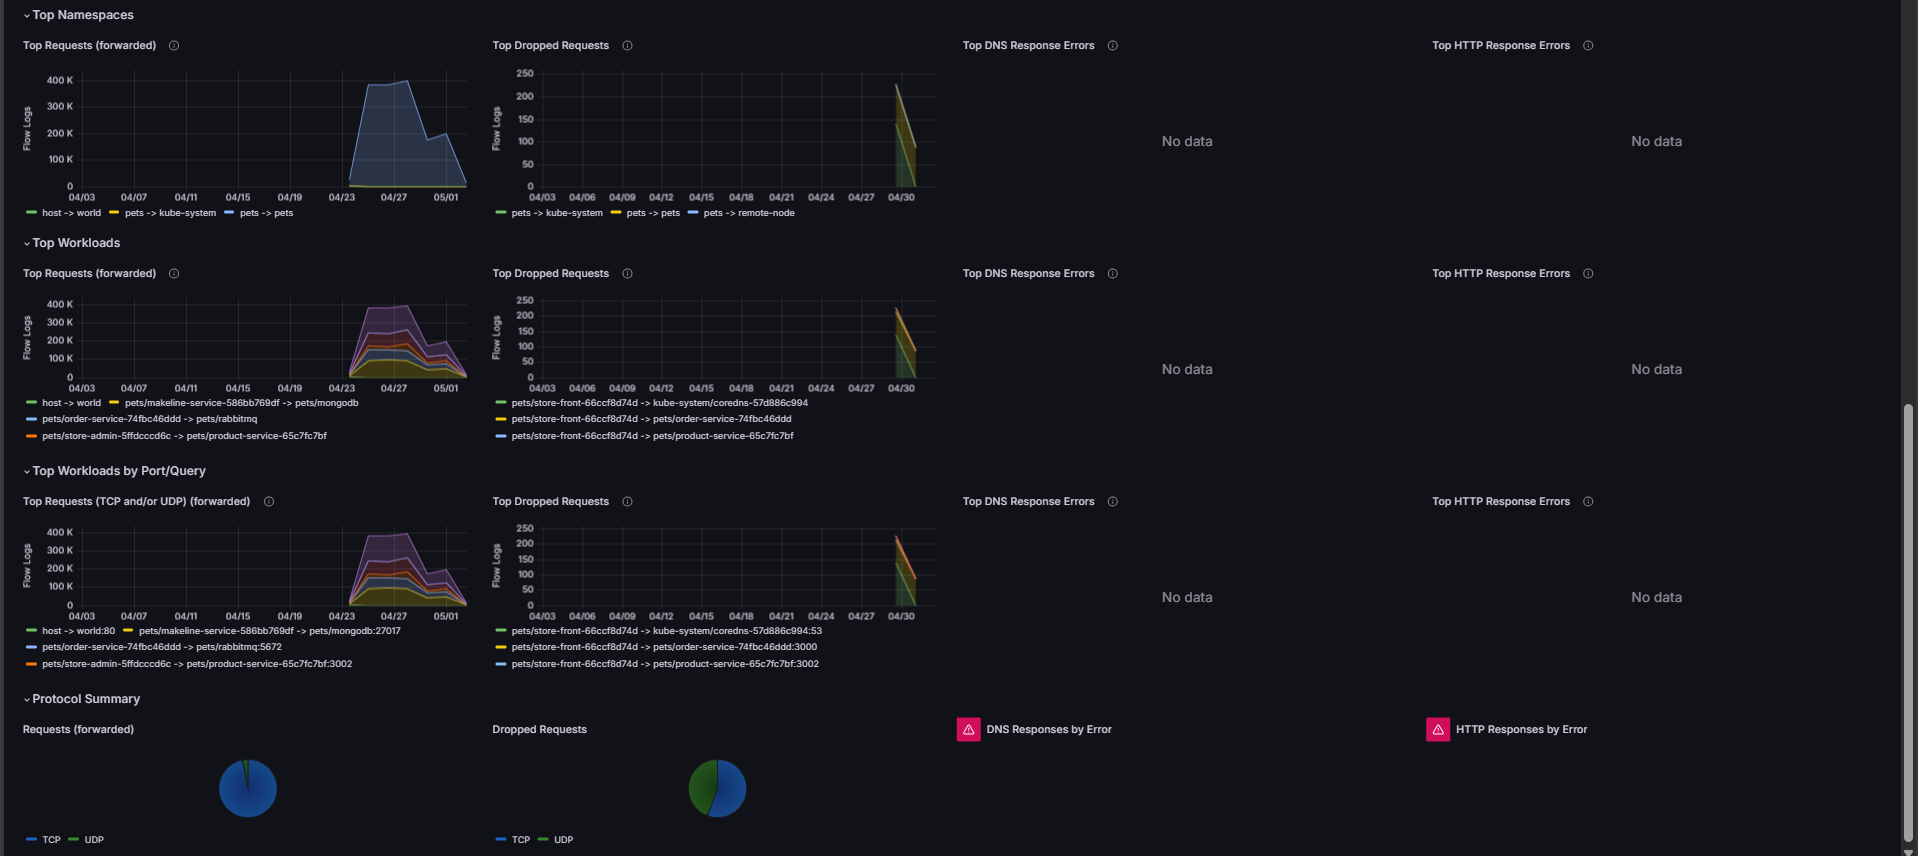 Top Namespaces
Top Requests (forwarded)
Top Dropped Requests
Top DNS Response Errors
Top HTTP Response Errors
Flow Logs
400 K
300 K
200 K
100 K
0
04/03 04/07 04/11 04/15 04/19 04/23 04/27 05/01
host -> world pets -> kube-system pets -> pets
Flow Logs
250
200
150
100
50
0
04/03 04/06 04/09 04/12 04/15 04/18 04/21 04/24 04/27 04/30
pets -> kube-system pets -> pets pets -> remote-node
No data
No data
Top Workloads
Top Requests (forwarded)
Top Dropped Requests
Top DNS Response Errors
Top HTTP Response Errors
Flow Logs
400 K
300 K
200 K
100 K
0
04/03 04/07 04/11 04/15 04/19 04/23 04/27 05/01
host -> world pets/makeline-service-586bb769df -> pets/mongodb
pets/order-service-74fbc46ddd -> pets/rabbitmq
pets/store-admin-5ffdcccd6c -> pets/product-service-65c7fc7bf
Flow Logs
250
200
150
100
50
0
04/03 04/06 04/09 04/12 04/15 04/18 04/21 04/24 04/27 04/30
pets/store-front-66ccf8d74d -> kube-system/coredns-57d886c994
pets/store-front-66ccf8d74d -> pets/order-service-74fbc46ddd
pets/store-front-66ccf8d74d -> pets/product-service-65c7fc7bf
No data
No data
Top Workloads by Port/Query
Top Requests (TCP and/or UDP) (forwarded)
Top Dropped Requests
Top DNS Response Errors
Top HTTP Response Errors
Flow Logs
400 K
300 K
200 K
100 K
0
04/03 04/07 04/11 04/15 04/19 04/23 04/27 05/01
host -> world:80 pets/makeline-service-586bb769df -> pets/mongodb:27017
pets/order-service-74fbc46ddd -> pets/rabbitmq:5672
pets/store-admin-5ffdcccd6c -> pets/product-service-65c7fc7bf:3002
Flow Logs
250
200
150
100
50
0
04/03 04/06 04/09 04/12 04/15 04/18 04/21 04/24 04/27 04/30
pets/store-front-66ccf8d74d -> kube-system/coredns-57d886c994:53
pets/store-front-66ccf8d74d -> pets/order-service-74fbc46ddd:3000
pets/store-front-66ccf8d74d -> pets/product-service-65c7fc7bf:3002
No data
No data
Protocol Summary
Requests (forwarded)
Dropped Requests
DNS Responses by Error
HTTP Responses by Error
TCP UDP
TCP UDP